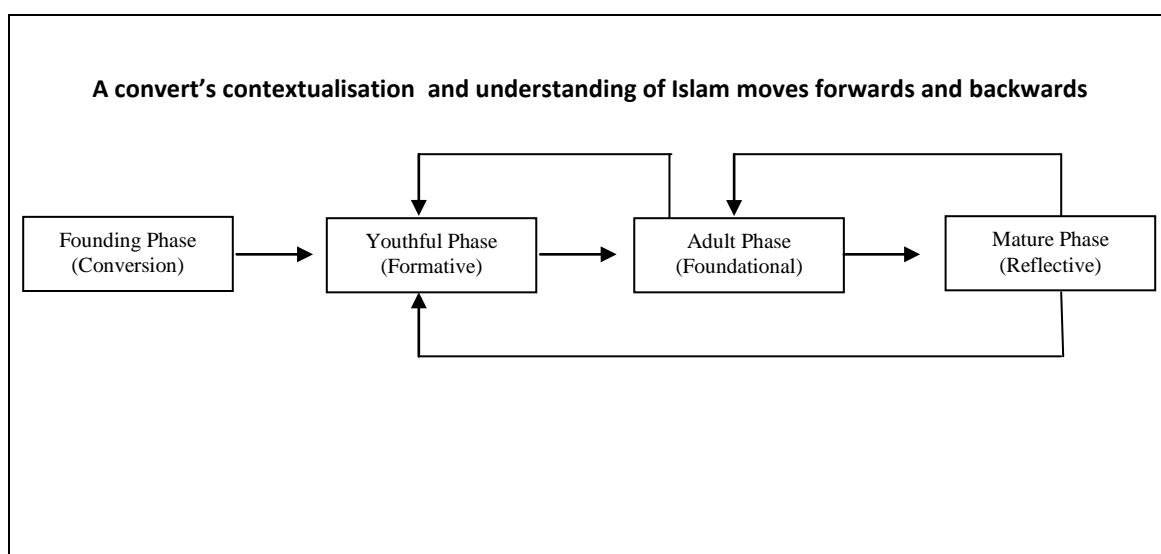 A convert's contextualisation and understanding of Islam moves forwards and backwards
Founding Phase
(Conversion)
Youthful Phase
(Formative)
Adult Phase
(Foundational)
Mature Phase
(Reflective)